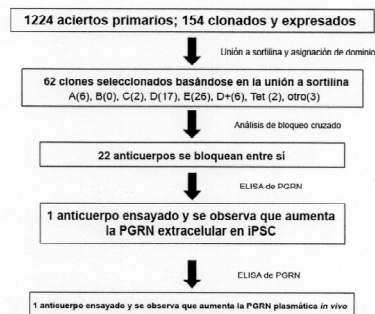 1224 aciertos primarios; 154 clonados y expresados
Unión a sortilina y asignación de dominio
62 clones seleccionados basándose en la unión a sortilina
A(6), B(0), C(2), D(17), E(26), D+(6), Tet (2), otro(3)
Análisis de bloqueo cruzado
22 anticuerpos se bloquean entre sí
ELISA de PGRN
1 anticuerpo ensayado y se observa que aumenta
la PGRN extracelular en iPSC
ELISA de PGRN
1 anticuerpo ensayado y se observa que aumenta la PGRN plasmática in vivo